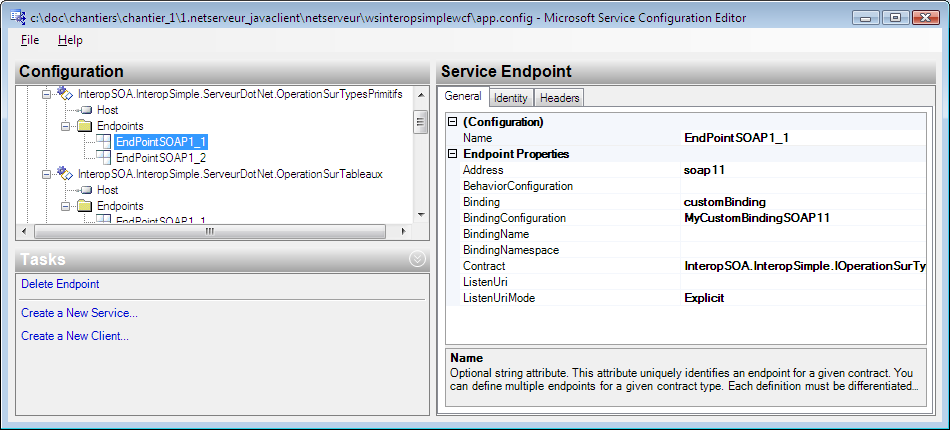 c:\doc\chantiers\chantier_1\1.netserveur_javaclient\netserveur\wsinteropsimplewcf\app.config - Microsoft Service Configuration Editor
File Help
Configuration
InteropSOA.InteropSimple.ServeurDotNet.OperationSurTypesPrimitifs
Host
Endpoints
EndPointSOAP1_1
EndPointSOAP1_2
InteropSOA.InteropSimple.ServeurDotNet.OperationSurTableaux
Host
Endpoints
EndPointSOAP1_1
Tasks
Delete Endpoint
Create a New Service...
Create a New Client...
Service Endpoint
General Identity Headers
(Configuration)
Name EndPointSOAP1_1
Endpoint Properties
Address soap11
BehaviorConfiguration
Binding customBinding
BindingConfiguration MyCustomBindingSOAP11
BindingName
BindingNamespace
Contract InteropSOA.InteropSimple.IOperationSurTy
ListenUri
ListenUriMode Explicit
Name
Optional string attribute. This attribute uniquely identifies an endpoint for a given contract. You
can define multiple endpoints for a given contract type. Each definition must be differentiated...